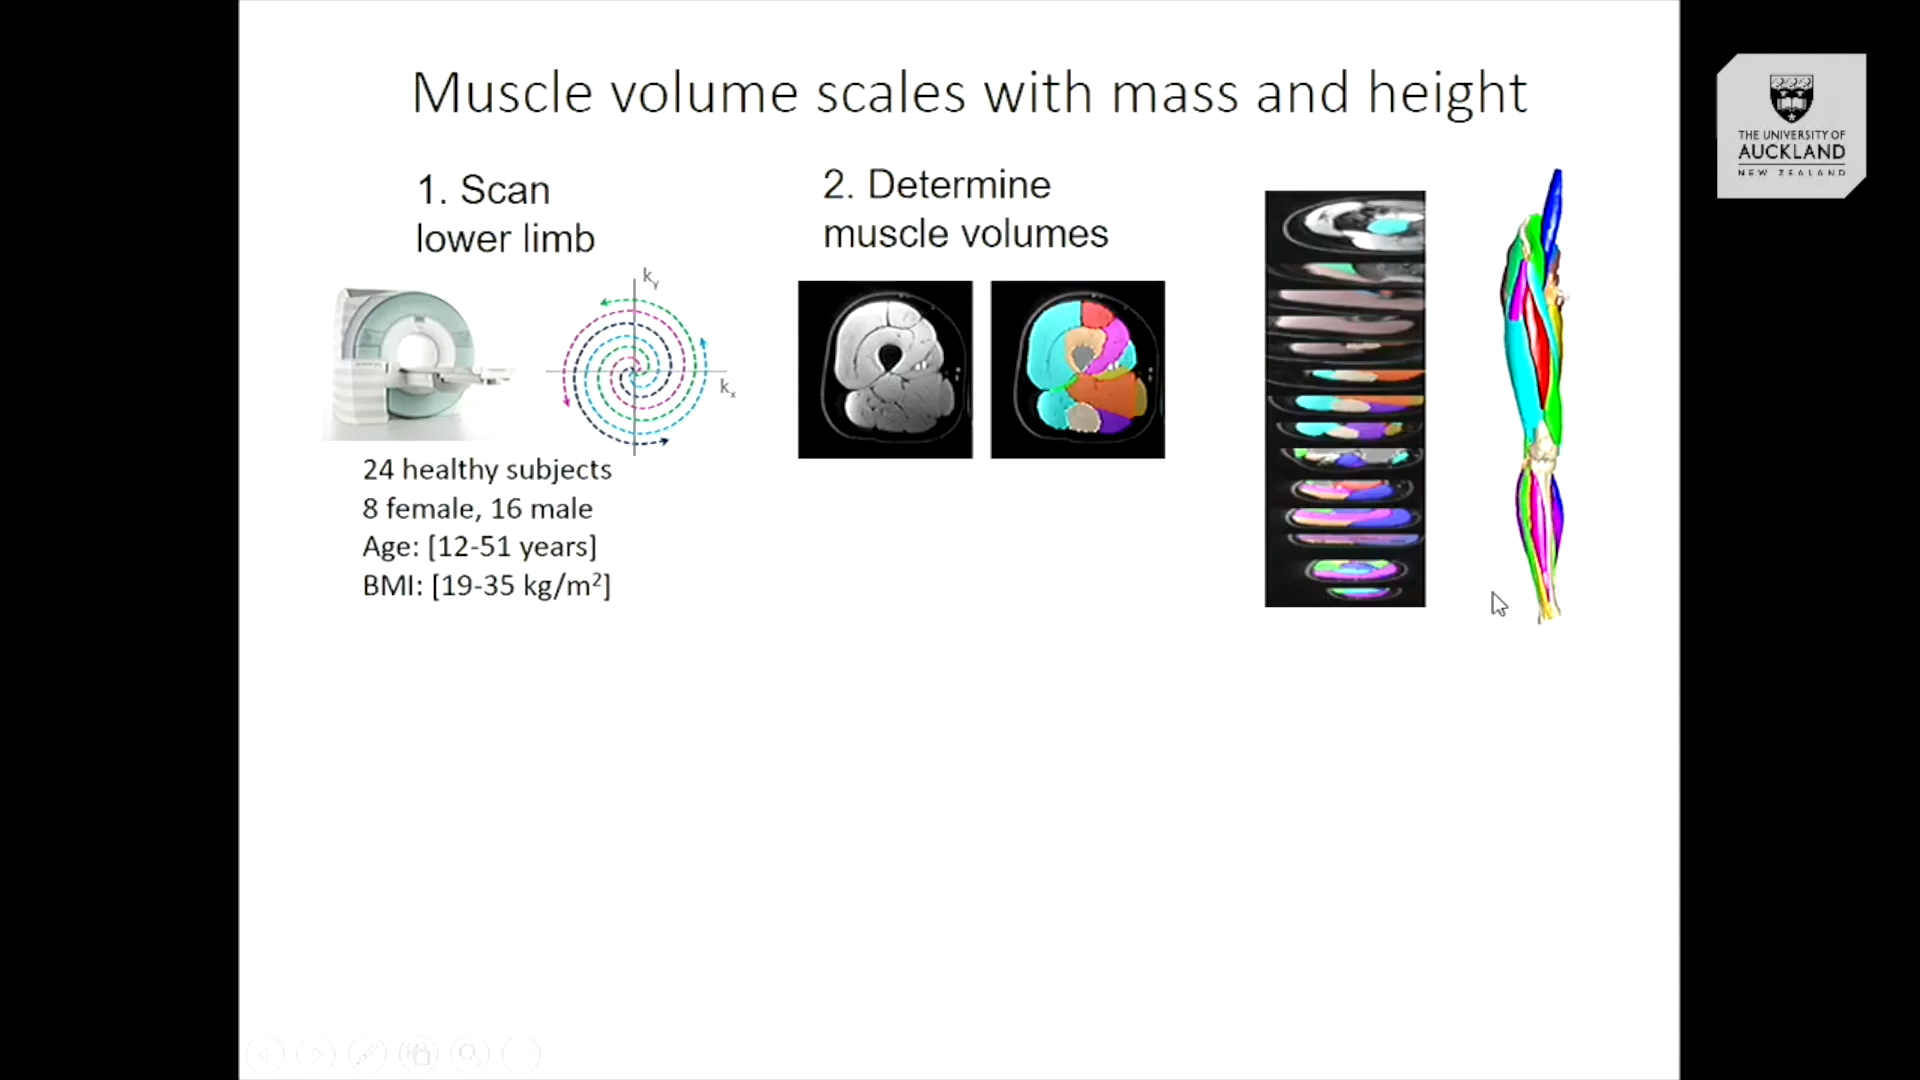 Muscle volume scales with mass and height
THE UNIVERSITY OF
AUCKLAND
NEW ZEALAND
1. Scan
lower limb
2. Determine
muscle volumes
ky
kx
24 healthy subjects
8 female, 16 male
Age: [12-51 years]
BMI: [19-35 kg/m²]